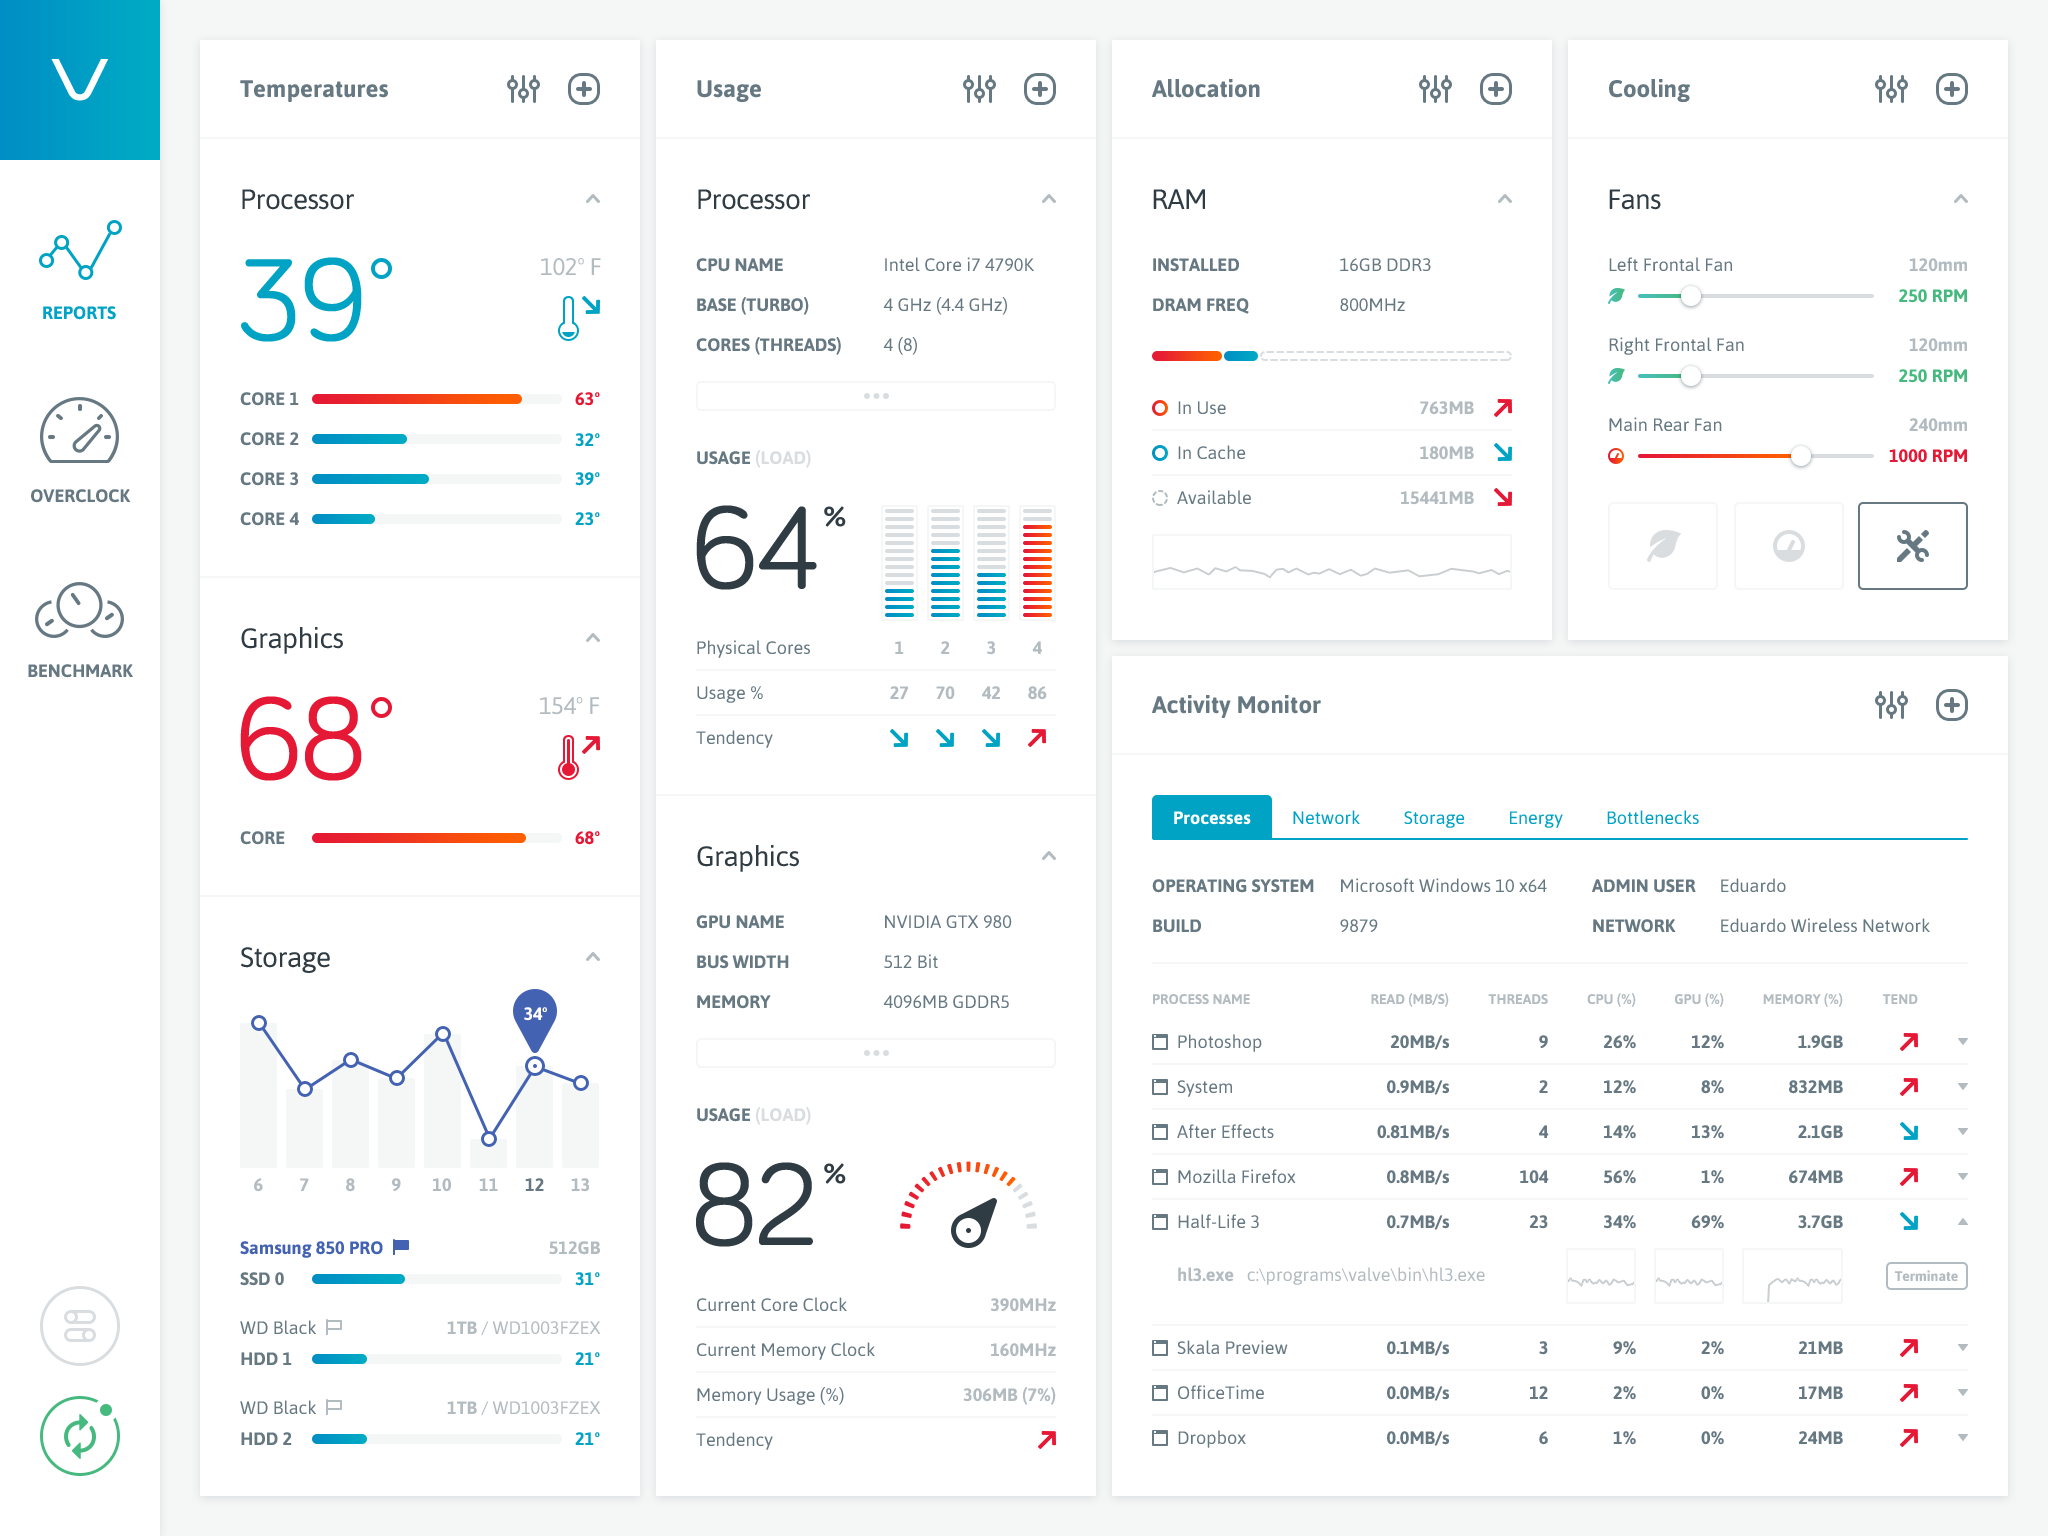 REPORTS
OVERCLOCK
BENCHMARK
Temperatures
Processor
39°
102° F
CORE 1 63°
CORE 2 32°
CORE 3 39°
CORE 4 23°
Graphics
68°
154° F
CORE 68°
Storage
34°
6 7 8 9 10 11 12 13
Samsung 850 PRO 512GB
SSD 0 31°
WD Black 1TB / WD1003FZEX
HDD 1 21°
WD Black 1TB / WD1003FZEX
HDD 2 21°
Usage
Processor
CPU NAME Intel Core i7 4790K
BASE (TURBO) 4 GHz (4.4 GHz)
CORES (THREADS) 4 (8)
USAGE (LOAD)
64%
Physical Cores 1 2 3 4
Usage % 27 70 42 86
Tendency
Graphics
GPU NAME NVIDIA GTX 980
BUS WIDTH 512 Bit
MEMORY 4096MB GDDR5
USAGE (LOAD)
82%
Current Core Clock 390MHz
Current Memory Clock 160MHz
Memory Usage (%) 306MB (7%)
Tendency
Allocation
RAM
INSTALLED 16GB DDR3
DRAM FREQ 800MHz
In Use 763MB
In Cache 180MB
Available 15441MB
Cooling
Fans
Left Frontal Fan 120mm
250 RPM
Right Frontal Fan 120mm
250 RPM
Main Rear Fan 240mm
1000 RPM
Activity Monitor
Processes Network Storage Energy Bottlenecks
OPERATING SYSTEM Microsoft Windows 10 x64 ADMIN USER Eduardo
BUILD 9879 NETWORK Eduardo Wireless Network
PROCESS NAME READ (MB/S) THREADS CPU (%) GPU (%) MEMORY (%) TEND
Photoshop 20MB/s 9 26% 12% 1.9GB
System 0.9MB/s 2 12% 8% 832MB
After Effects 0.81MB/s 4 14% 13% 2.1GB
Mozilla Firefox 0.8MB/s 104 56% 1% 674MB
Half-Life 3 0.7MB/s 23 34% 69% 3.7GB
hl3.exe c:\programs\valve\bin\hl3.exe Terminate
Skala Preview 0.1MB/s 3 9% 2% 21MB
OfficeTime 0.0MB/s 12 2% 0% 17MB
Dropbox 0.0MB/s 6 1% 0% 24MB